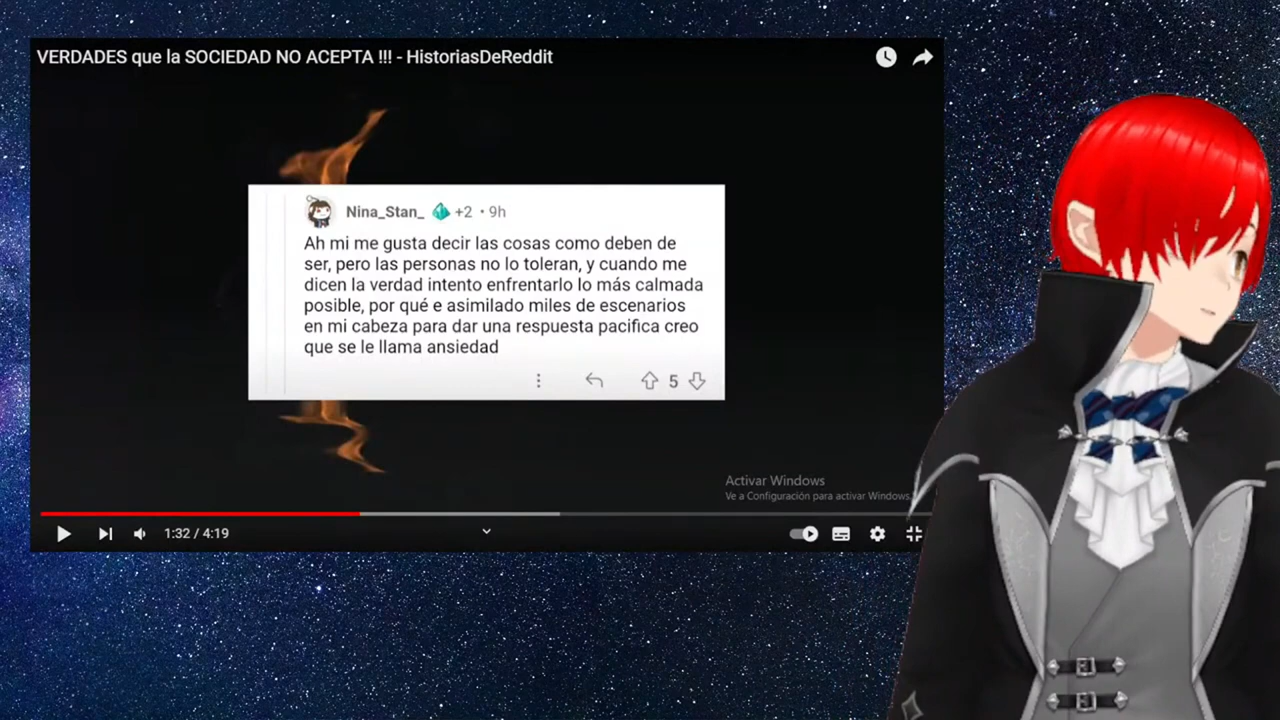 VERDADES que la SOCIEDAD NO ACEPTA !!! - HistoriasDeReddit
Nina_Stan_ +2 • 9h
Ah mi me gusta decir las cosas como deben de
ser, pero las personas no lo toleran, y cuando me
dicen la verdad intento enfrentarlo lo más calmada
posible, por qué e asimilado miles de escenarios
en mi cabeza para dar una respuesta pacifica creo
que se le llama ansiedad
5
Activar Windows
Ve a Configuración para activar Windows.
1:32 / 4:19